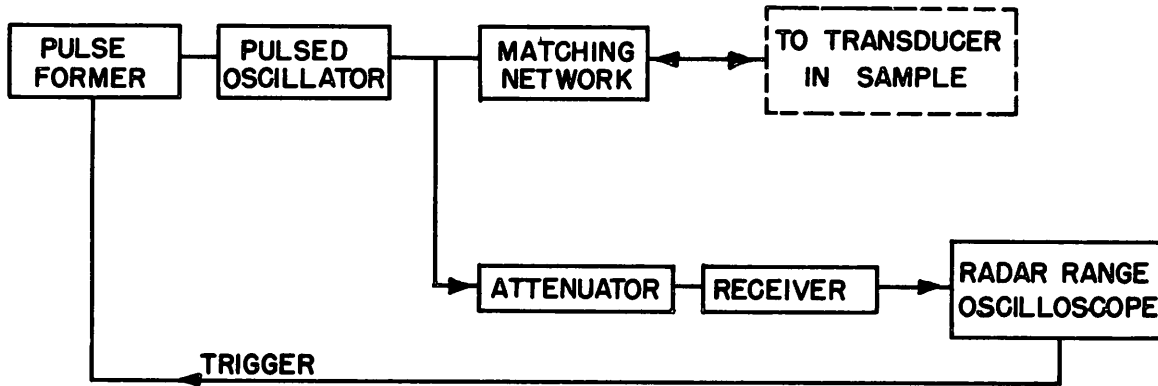 PULSE
FORMER
PULSED
OSCILLATOR
MATCHING
NETWORK
TO TRANSDUCER
IN SAMPLE
ATTENUATOR
RECEIVER
RADAR RANGE
OSCILLOSCOPE
TRIGGER